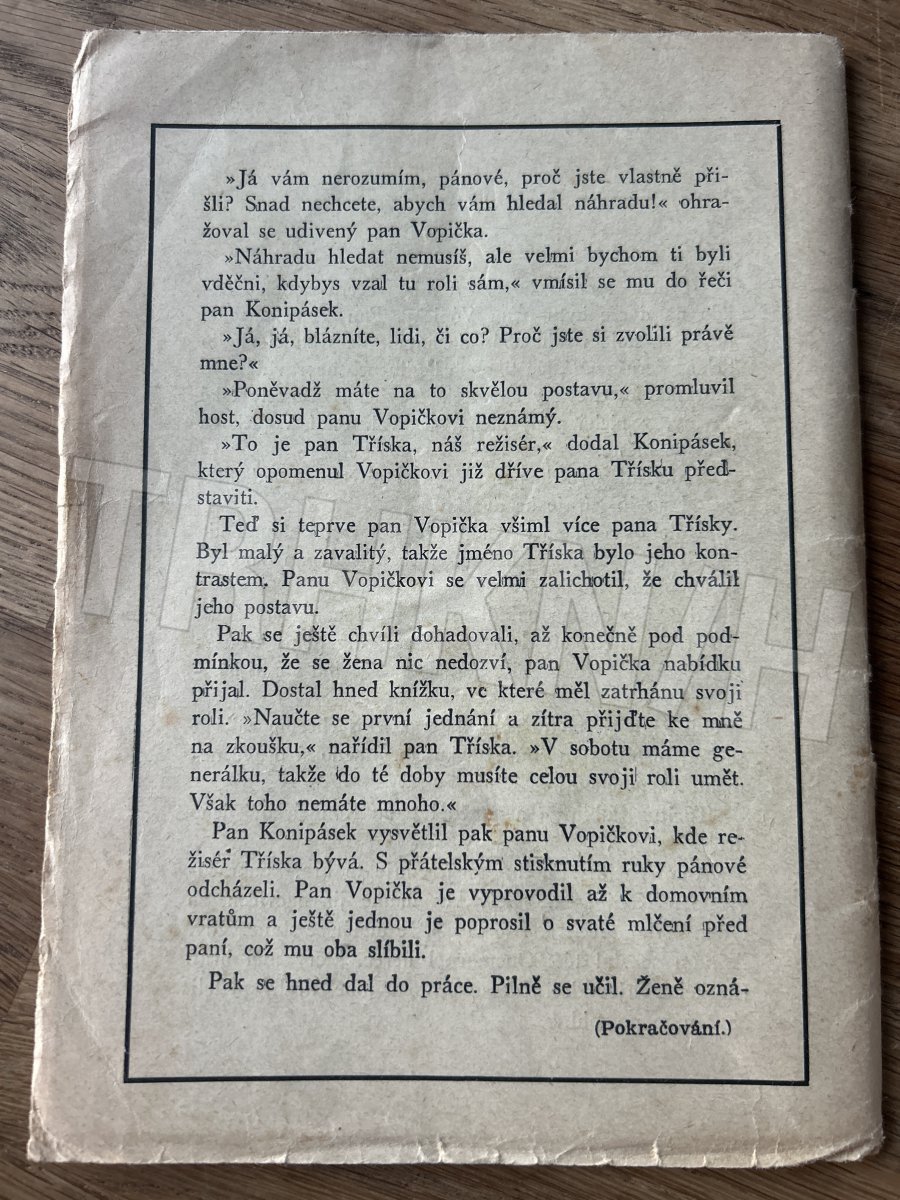 »Já vám nerozumím, pánové, proč jste vlastně při-
šli? Snad nechcete, abych vám hledal náhradu!« ohra-
žoval se udivený pan Vopička.
»Náhradu hledat nemusíš, ale velmi bychom ti byli
vděčni, kdybys vzal tu roli sám,« vmísil se mu do řeči
pan Konipásek.
»Já, já, blázníte, lidi, či co? Proč jste si zvolili právě
mne?«
»Poněvadž máte na to skvělou postavu,« promluvil
host, dosud panu Vopičkovi neznámý.
»To je pan Tříska, náš režisér,« dodal Konipásek,
který opomenul Vopičkovi již dříve pana Třísku před-
staviti.
Teď si teprve pan Vopička všiml více pana Třísky.
Byl malý a zavalitý, takže jméno Tříska bylo jeho kon-
trastem. Panu Vopičkovi se velmi zalichotil, že chválil
jeho postavu.
Pak se ještě chvíli dohadovali, až konečně pod pod-
mínkou, že se žena nic nedozví, pan Vopička nabídku
přijal. Dostal hned knížku, ve které měl zatrhánu svoji
roli. »Naučte se první jednání a zítra přijďte ke mně
na zkoušku,« nařídil pan Tříska. »V sobotu máme ge-
nerálku, takže do té doby musíte celou svoji roli umět.
Však toho nemáte mnoho.«
Pan Konipásek vysvětlil pak panu Vopičkovi, kde re-
žisér Tříska bývá. S přátelským stisknutím ruky pánové
odcházeli. Pan Vopička je vyprovodil až k domovním
vratům a ještě jednou je poprosil o svaté mlčení před
paní, což mu oba slíbili.
Pak se hned dal do práce. Pilně se učil. Ženě ozná-
(Pokračování.)
TRHKNIH